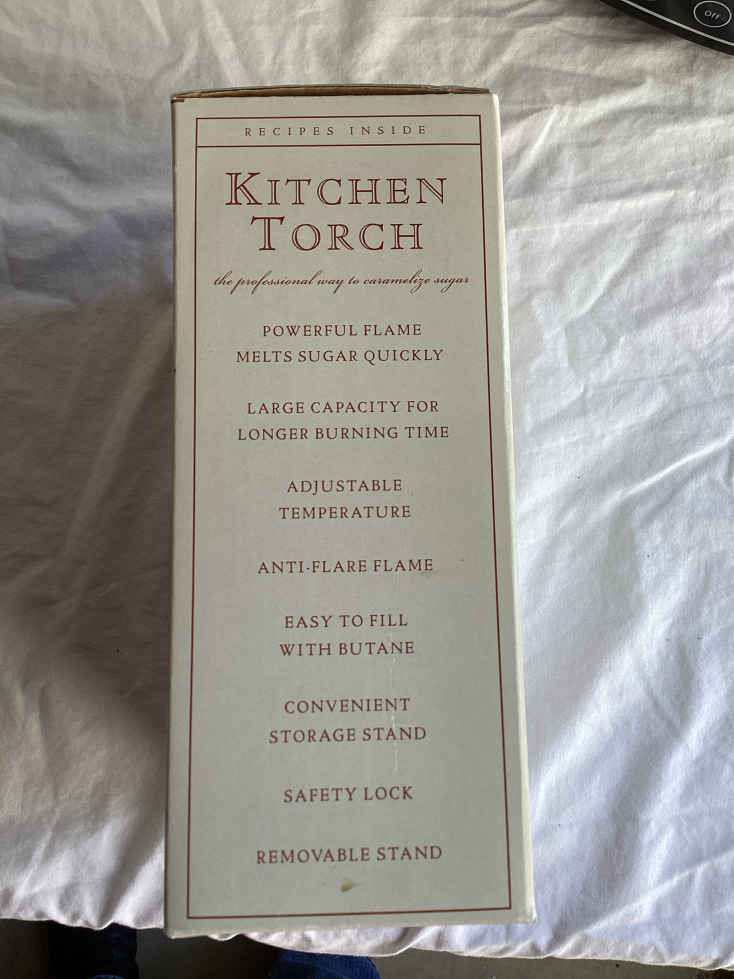 OFF
RECIPES INSIDE
KITCHEN
TORCH
the professional way to caramelize sugar
POWERFUL FLAME
MELTS SUGAR QUICKLY
LARGE CAPACITY FOR
LONGER BURNING TIME
ADJUSTABLE
TEMPERATURE
ANTI-FLARE FLAME
EASY TO FILL
WITH BUTANE
CONVENIENT
STORAGE STAND
SAFETY LOCK
REMOVABLE STAND